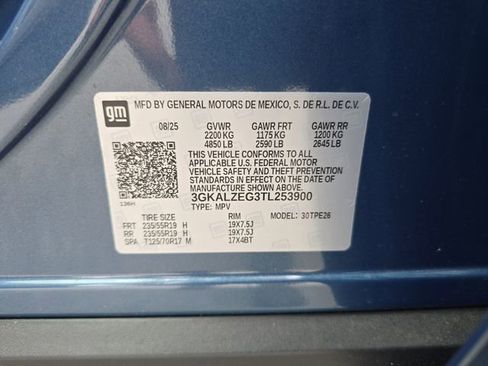 gm MFD BY GENERAL MOTORS DE MEXICO, S. DE R.L. DE C.V.
08/25 GVWR GAWR FRT GAWR RR
2200 KG 1175 KG 1200 KG
4850 LB 2590 LB 2645 LB
THIS VEHICLE CONFORMS TO ALL APPLICABLE
U.S. FEDERAL MOTOR
VEHICLE SAFETY AND THEFT PREVENTION
STANDARDS IN EFFECT ON THE DATE OF
MANUFACTURE SHOWN ABOVE.
3GKALZEG3TL253900
136H TYPE: MPV MODEL: 3OTPE26
TIRE SIZE RIM
FRT 235/55R19 H 19X7.5J
RR 235/55R19 H 19X7.5J
SPA T125/70R17 M 17X4BT